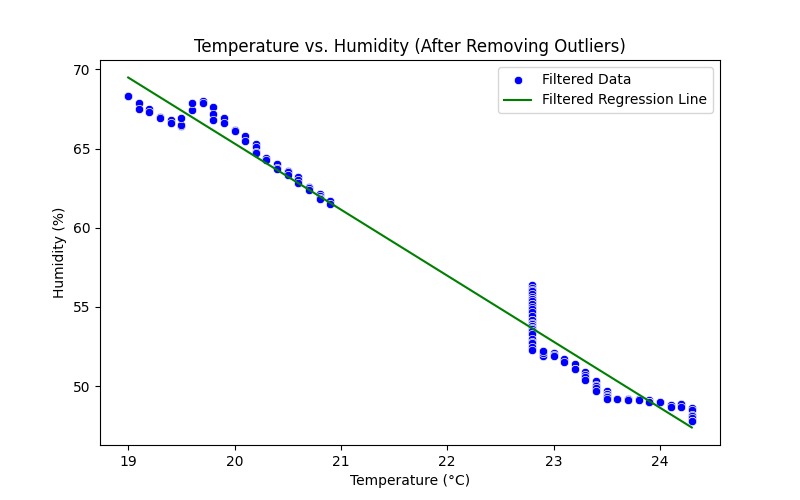 Temperature vs. Humidity (After Removing Outliers)
Filtered Data
Filtered Regression Line
70
65
60
55
50
Humidity (%)
19 20 21 22 23 24
Temperature (°C)